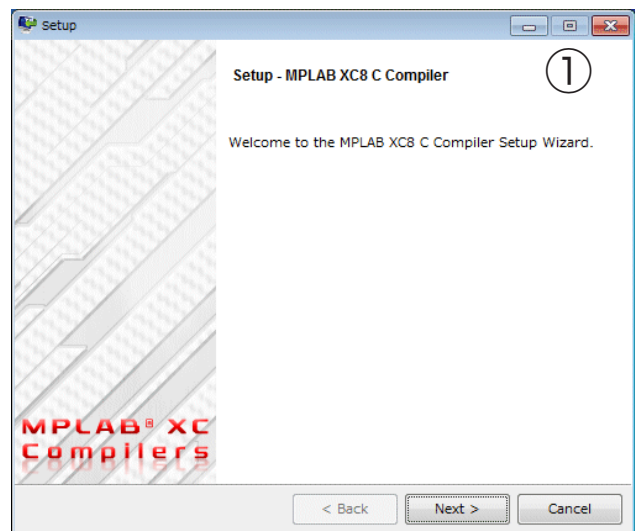 Setup
Setup - MPLAB XC8 C Compiler
①
Welcome to the MPLAB XC8 C Compiler Setup Wizard.
MPLAB® XC
Compilers
< Back
Next >
Cancel